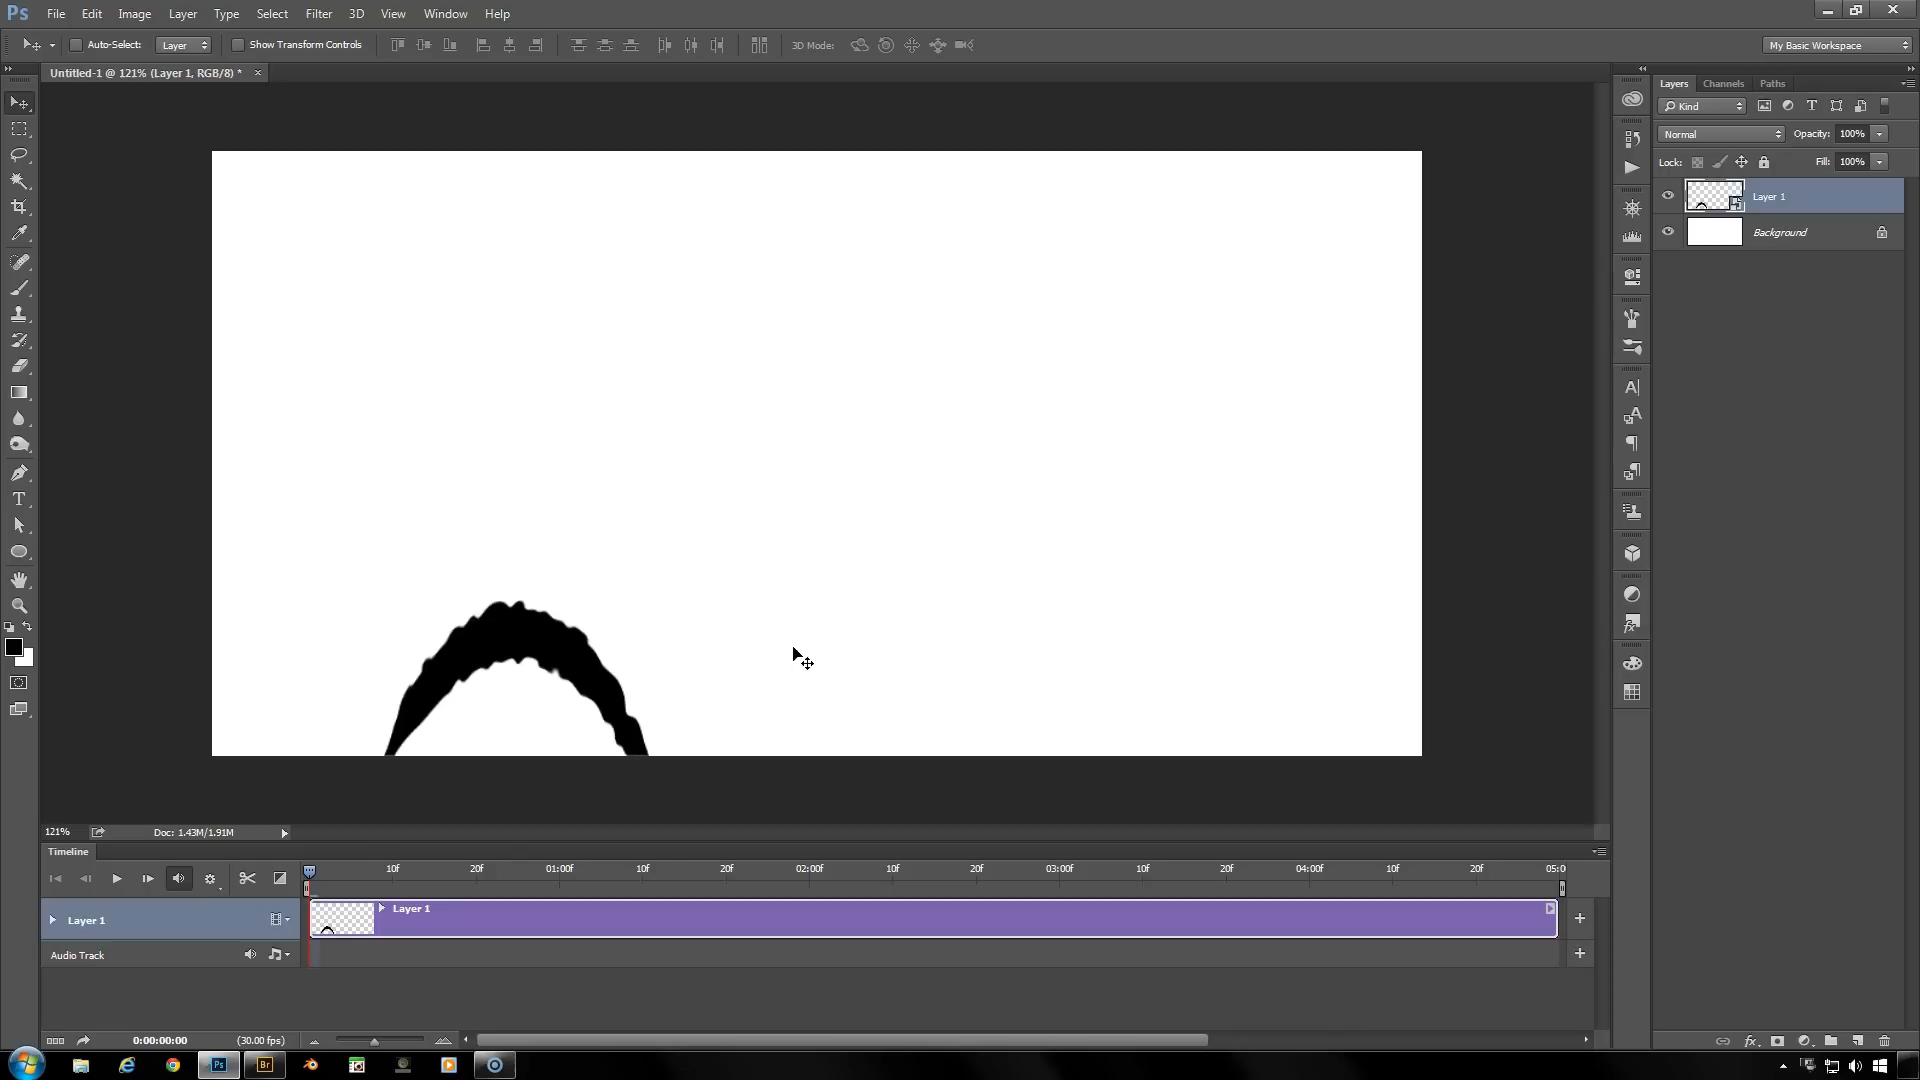 Ps File Edit Image Layer Type Select Filter 3D View Window Help
Auto-Select: Layer Show Transform Controls 3D Mode: My Basic Workspace
Untitled-1 @ 121% (Layer 1, RGB/8) * ×
Layers Channels Paths
Kind
Normal Opacity: 100%
Lock: Fill: 100%
Layer 1
Background
121% Doc: 1.43M/1.91M
Timeline
10f 20f 01:00f 10f 20f 02:00f 10f 20f 03:00f 10f 20f 04:00f 10f 20f 05:0
Layer 1
Layer 1
Audio Track
0:00:00:00 (30.00 fps)
Ps Br